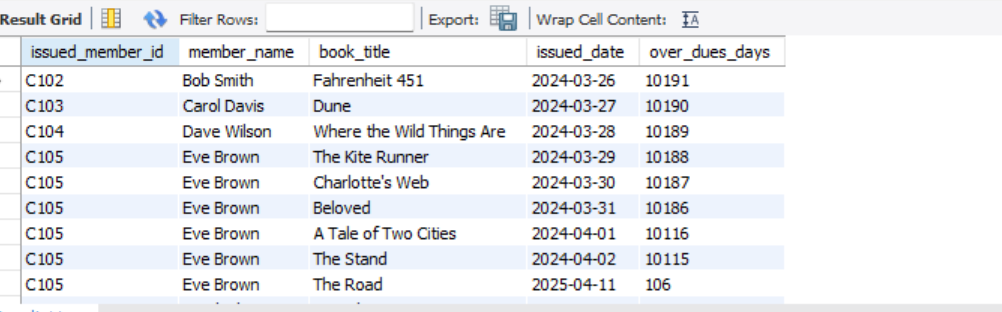 Result Grid Filter Rows: Export: Wrap Cell Content: IA
issued_member_id member_name book_title issued_date over_dues_days
C102 Bob Smith Fahrenheit 451 2024-03-26 10191
C103 Carol Davis Dune 2024-03-27 10190
C104 Dave Wilson Where the Wild Things Are 2024-03-28 10189
C105 Eve Brown The Kite Runner 2024-03-29 10188
C105 Eve Brown Charlotte's Web 2024-03-30 10187
C105 Eve Brown Beloved 2024-03-31 10186
C105 Eve Brown A Tale of Two Cities 2024-04-01 10116
C105 Eve Brown The Stand 2024-04-02 10115
C105 Eve Brown The Road 2025-04-11 106